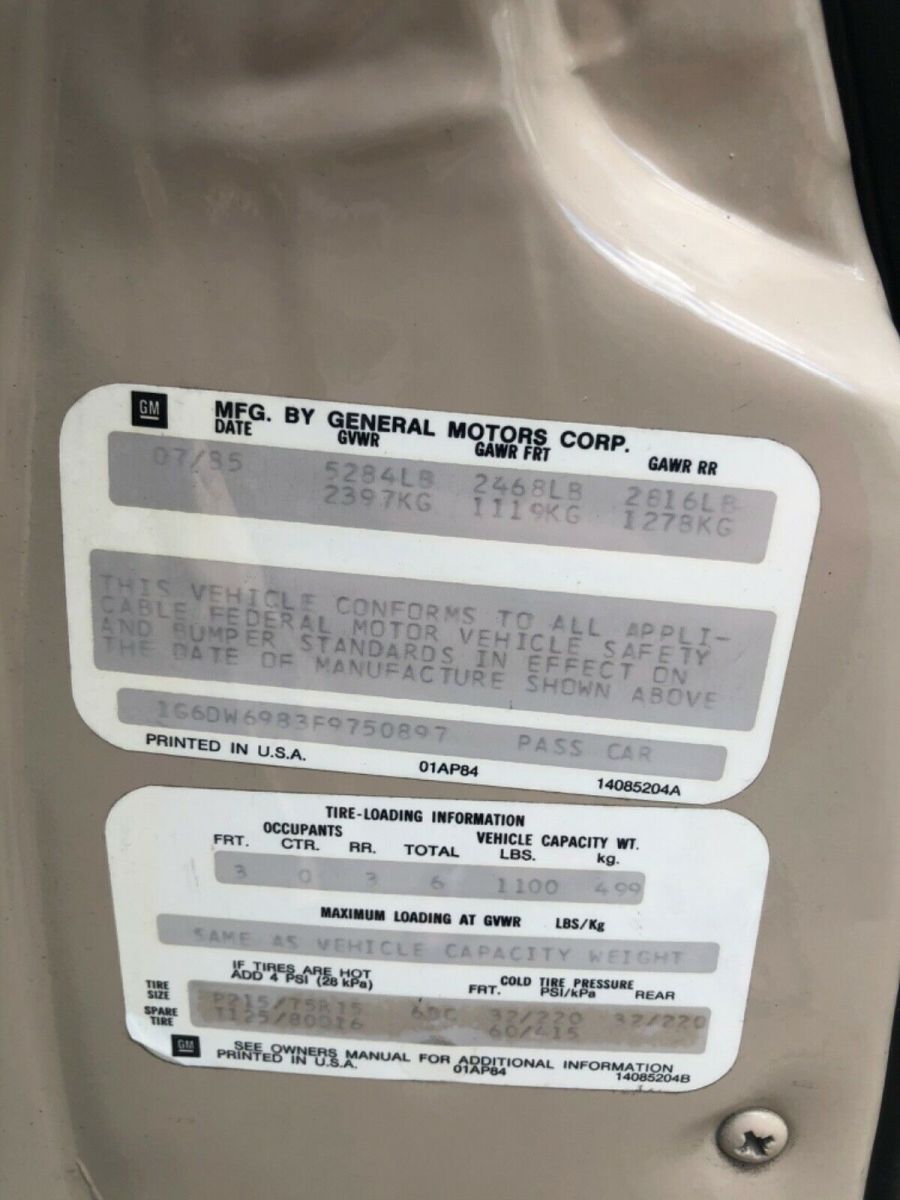 GM MFG. BY GENERAL MOTORS CORP.
DATE GVWR GAWR FRT GAWR RR
07/85 5284LB 2468LB 2816LB
2397KG 1119KG 1278KG
THIS VEHICLE CONFORMS TO ALL APPLI-
CABLE FEDERAL MOTOR VEHICLE SAFETY
AND BUMPER STANDARDS IN EFFECT ON
THE DATE OF MANUFACTURE SHOWN ABOVE
1G6DW6983F9750897 PASS CAR
PRINTED IN U.S.A. 01AP84 14085204A
TIRE-LOADING INFORMATION
OCCUPANTS VEHICLE CAPACITY WT.
FRT. CTR. RR. TOTAL LBS. kg.
3 0 3 6 1100 499
MAXIMUM LOADING AT GVWR LBS/Kg
SAME AS VEHICLE CAPACITY WEIGHT
IF TIRES ARE HOT
ADD 4 PSI (28 kPa)
COLD TIRE PRESSURE
TIRE SIZE FRT. PSI/kPa REAR
P215/75R15 32/220 32/220
SPARE TIRE T125/80D16 60/415
GM SEE OWNERS MANUAL FOR ADDITIONAL INFORMATION
PRINTED IN U.S.A. 01AP84 14085204B